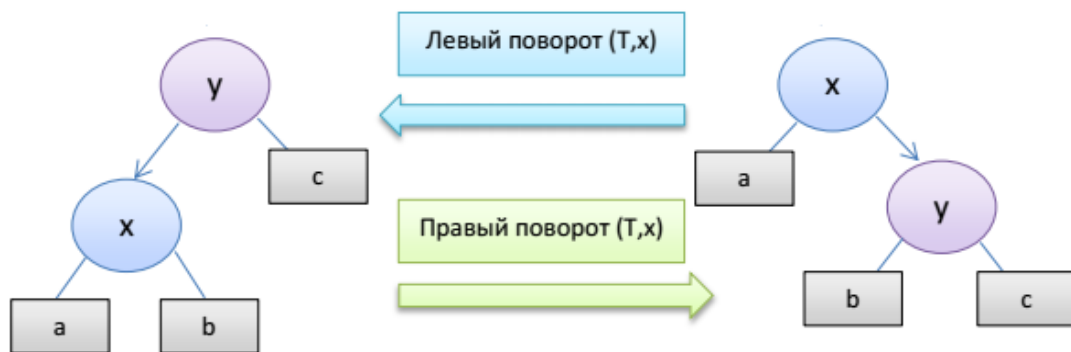 Левый поворот (T,x)
y
x
c
a
x
Правый поворот (T,x)
y
a
b
b
c